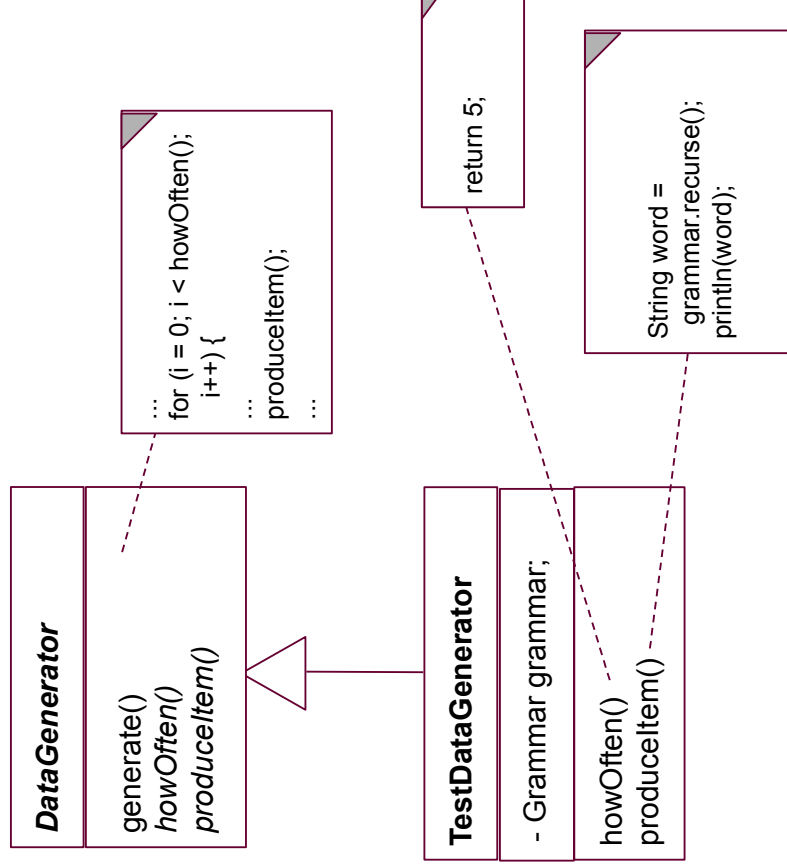 DataGenerator
generate()
howOften()
produceItem()
...
for (i = 0; i < howOften();
i++) {
...
produceItem();
...
TestDataGenerator
- Grammar grammar;
howOften()
produceItem()
return 5;
String word =
grammar.recurse();
println(word);